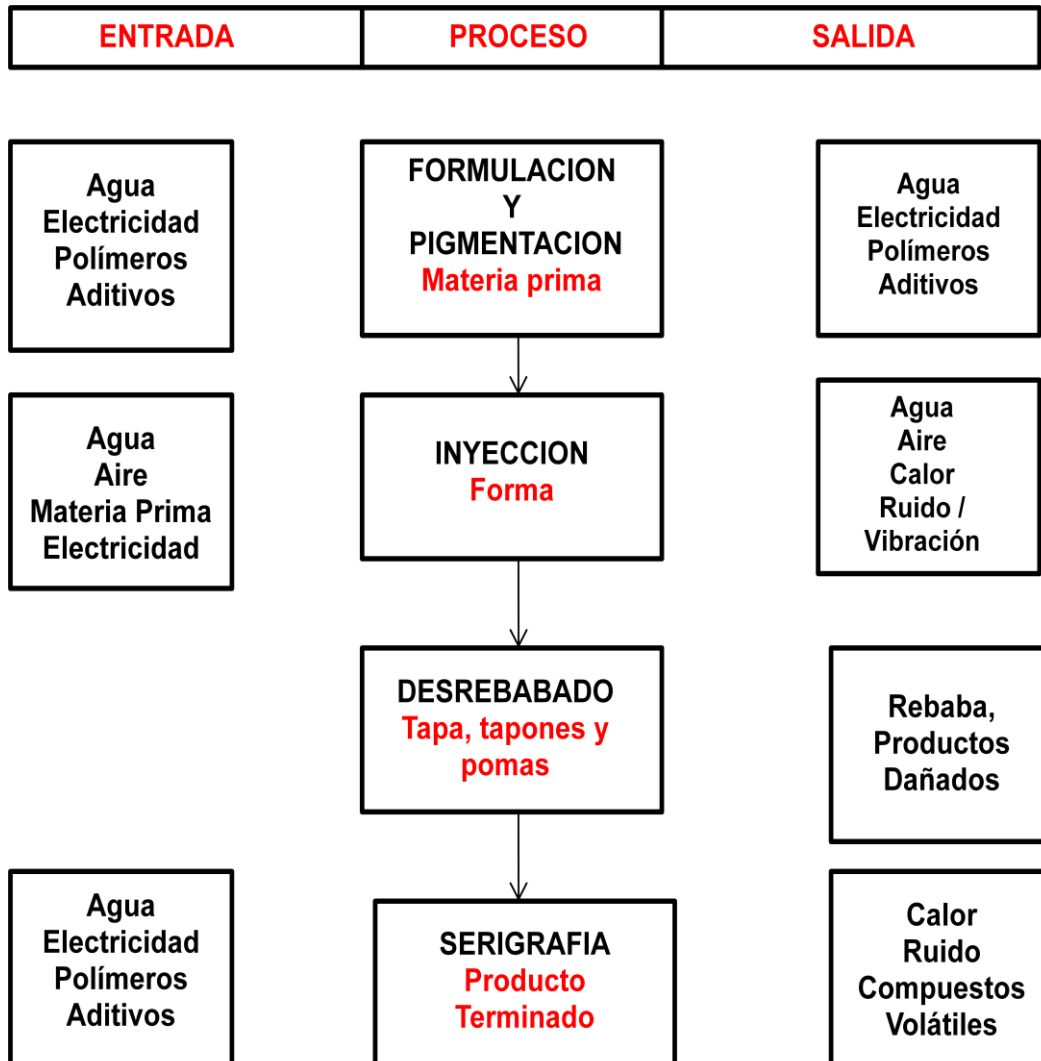 ENTRADA PROCESO SALIDA
Agua
Electricidad
Polímeros
Aditivos
FORMULACION
Y
PIGMENTACION
Materia prima
Agua
Electricidad
Polímeros
Aditivos
Agua
Aire
Materia Prima
Electricidad
INYECCION
Forma
Agua
Aire
Calor
Ruido /
Vibración
DESREBABADO
Tapa, tapones y
pomas
Rebaba,
Productos
Dañados
Agua
Electricidad
Polímeros
Aditivos
SERIGRAFIA
Producto
Terminado
Calor
Ruido
Compuestos
Volátiles